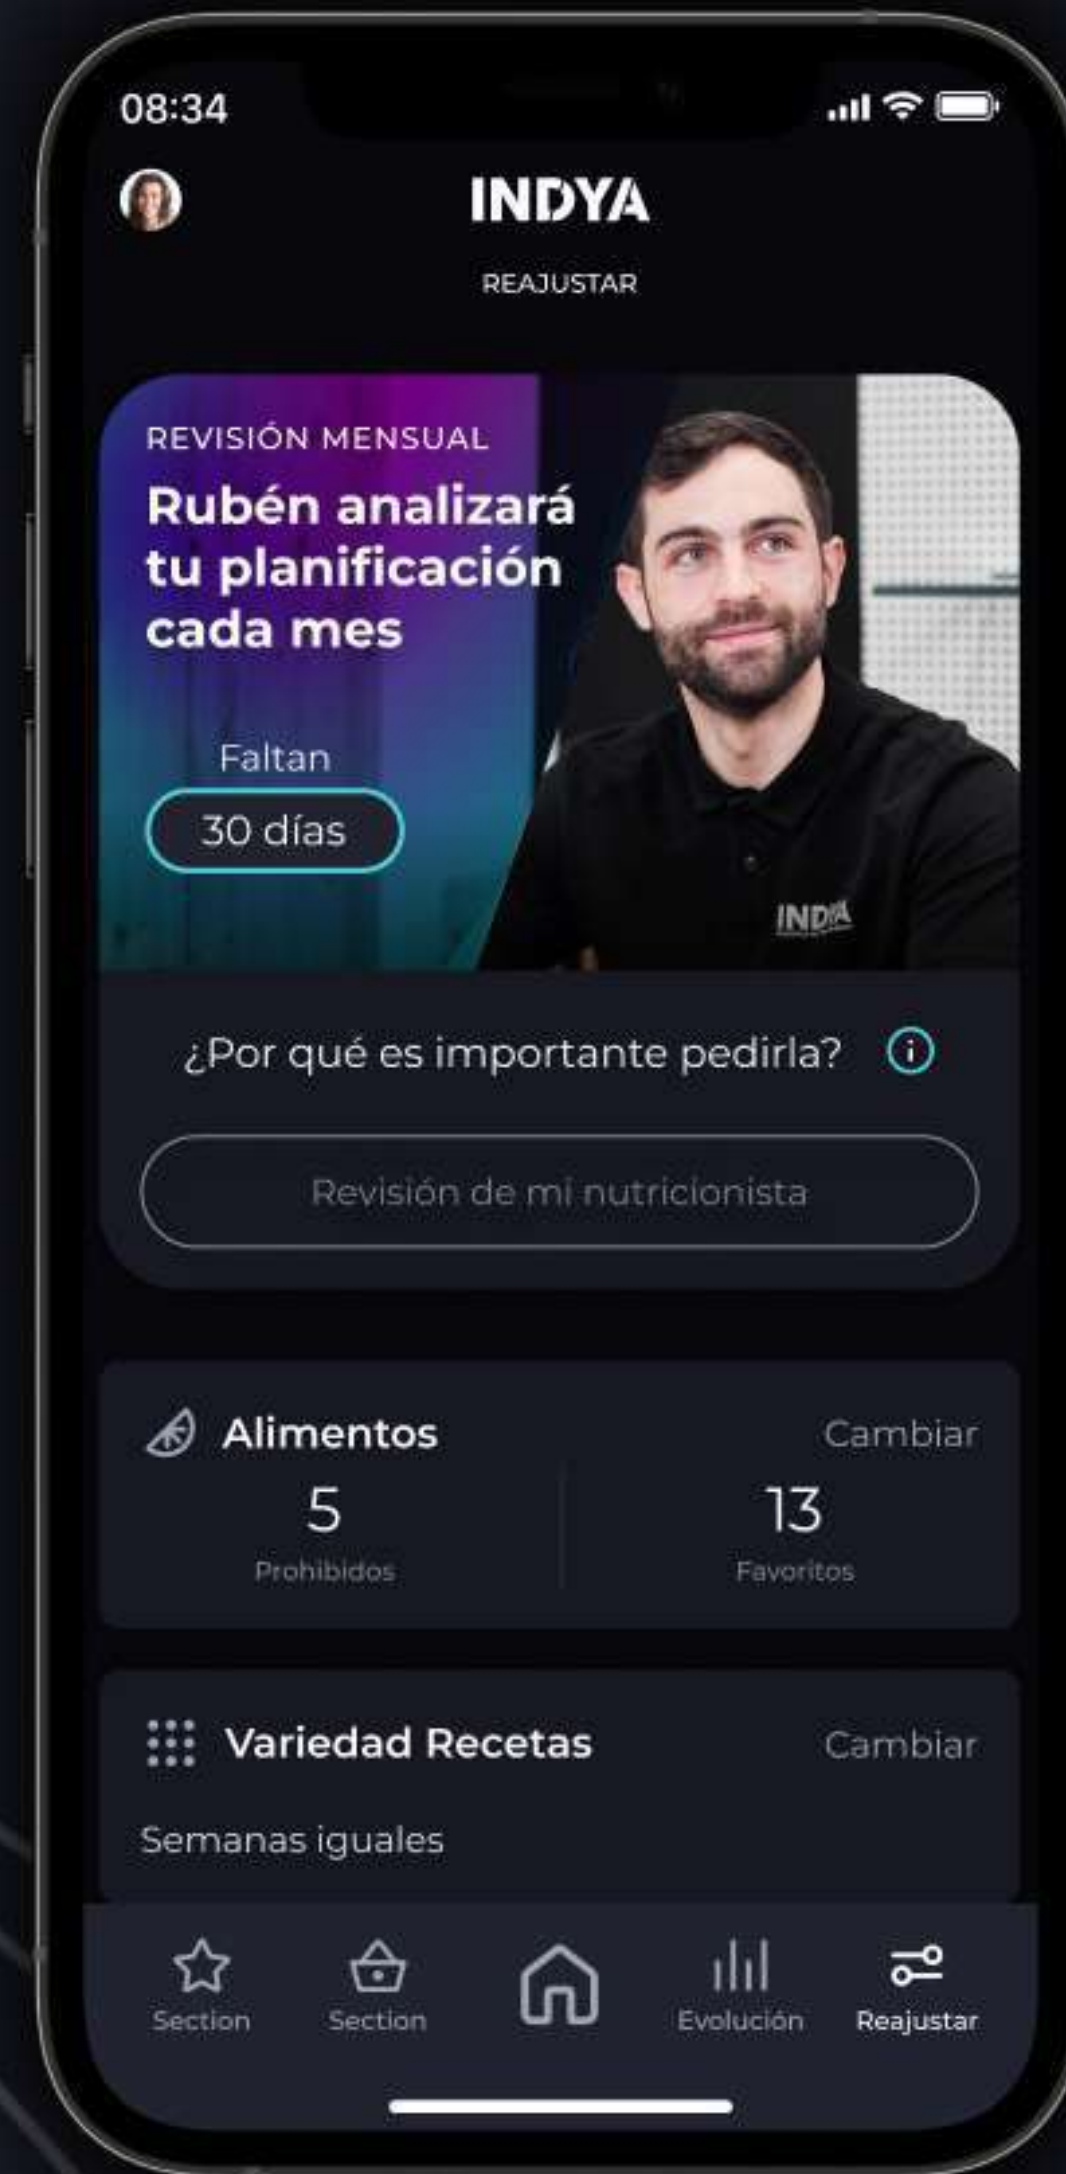 08:34
INDYA
REAJUSTAR
REVISIÓN MENSUAL
Rubén analizará
tu planificación
cada mes
Faltan
30 días
INDYA
¿Por qué es importante pedirla?
Revisión de mi nutricionista
Alimentos
Cambiar
5
13
Prohibidos
Favoritos
Variedad Recetas
Cambiar
Semanas iguales
Section
Section
Evolución
Reajustar